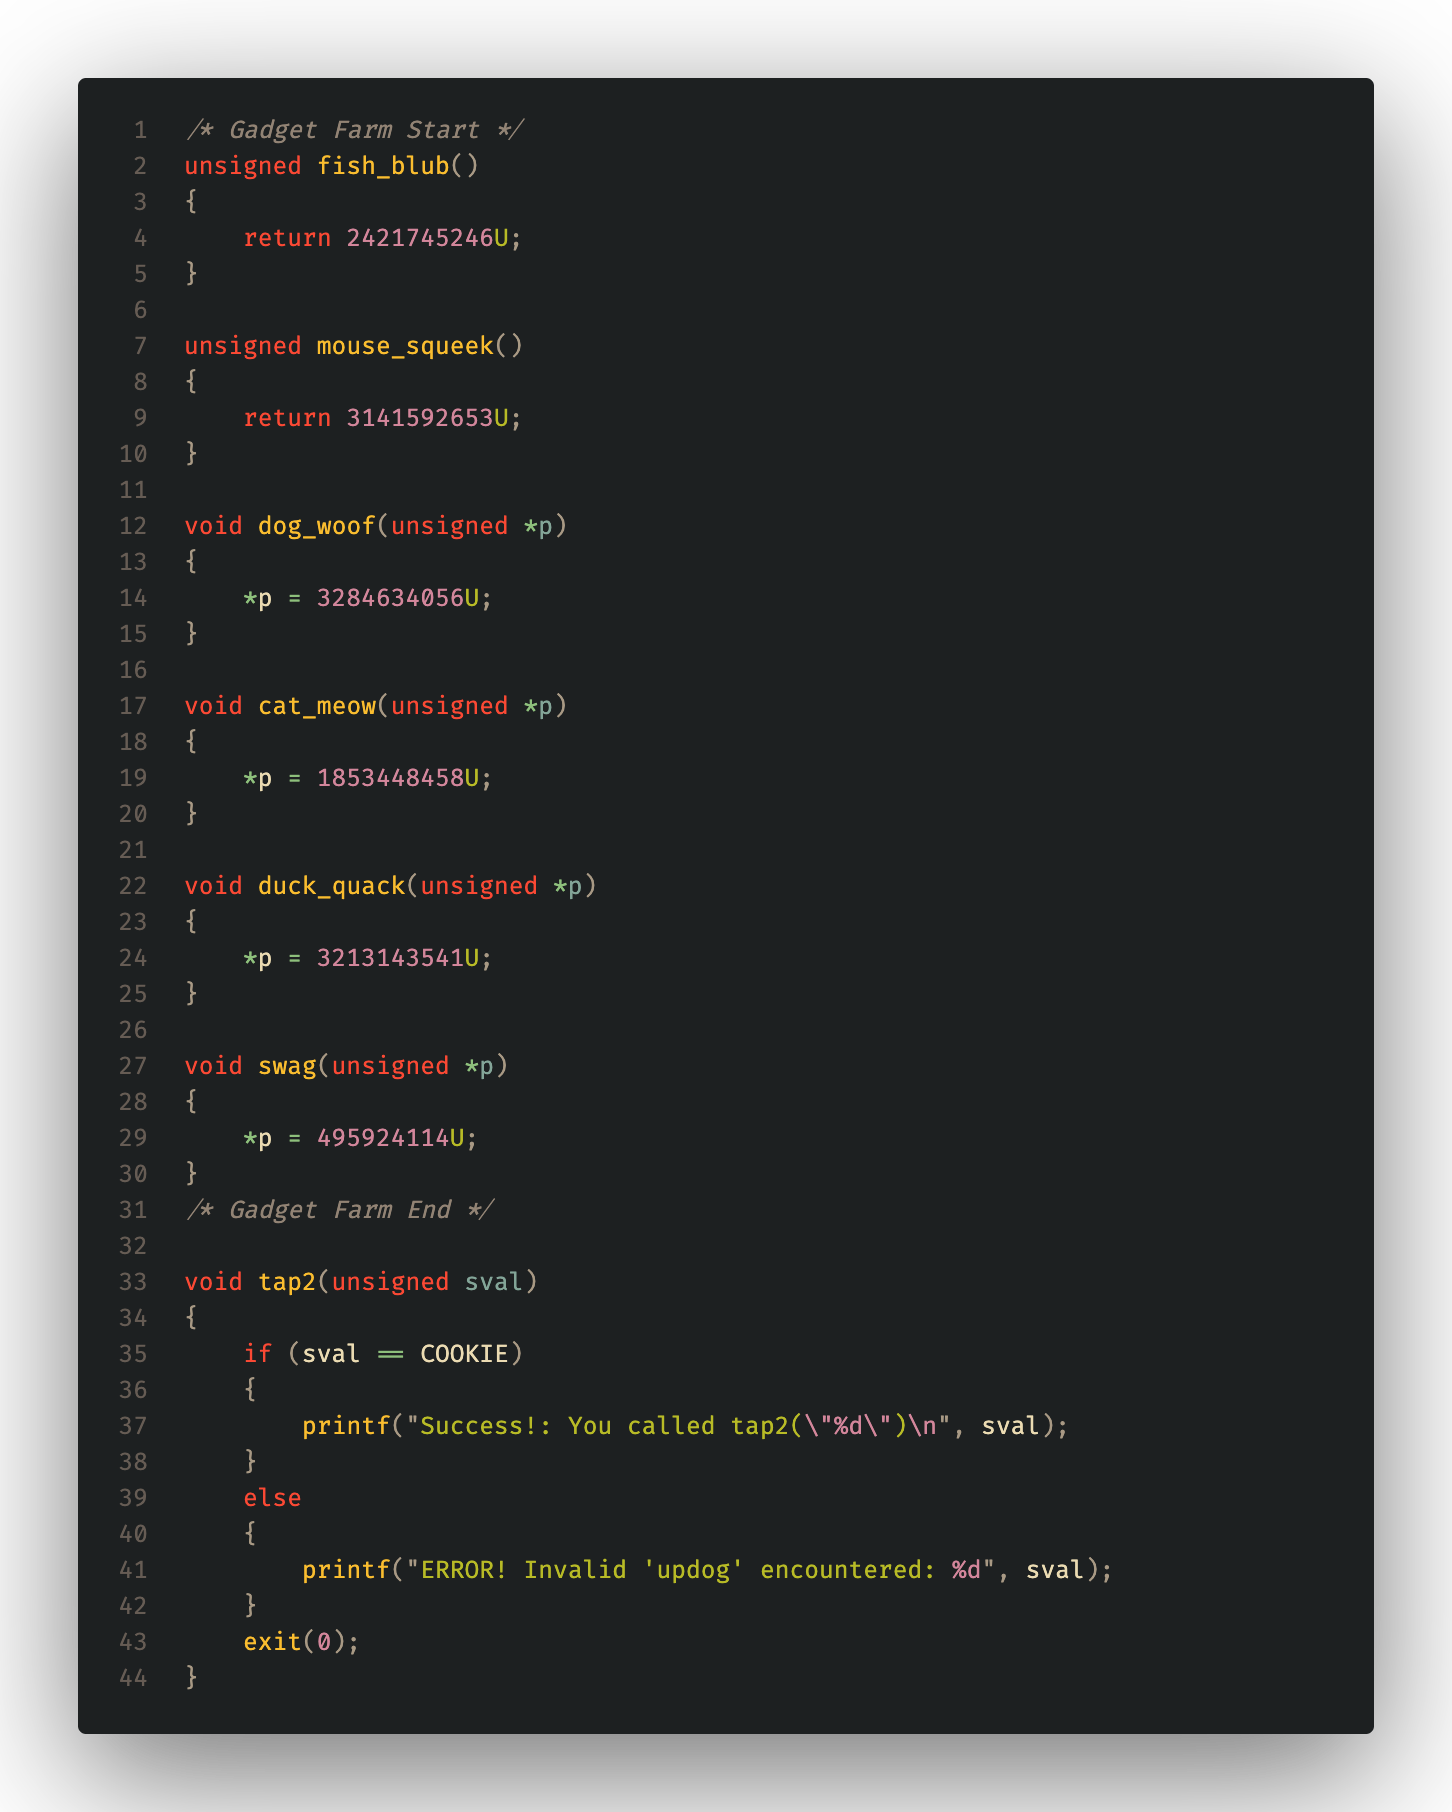 1 /* Gadget Farm Start */
2 unsigned fish_blub()
3 {
4     return 2421745246U;
5 }
6
7 unsigned mouse_squeek()
8 {
9     return 3141592653U;
10 }
11
12 void dog_woof(unsigned *p)
13 {
14     *p = 3284634056U;
15 }
16
17 void cat_meow(unsigned *p)
18 {
19     *p = 1853448458U;
20 }
21
22 void duck_quack(unsigned *p)
23 {
24     *p = 3213143541U;
25 }
26
27 void swag(unsigned *p)
28 {
29     *p = 495924114U;
30 }
31 /* Gadget Farm End */
32
33 void tap2(unsigned sval)
34 {
35     if (sval == COOKIE)
36     {
37         printf("Success!: You called tap2(\"%d\")\n", sval);
38     }
39     else
40     {
41         printf("ERROR! Invalid 'updog' encountered: %d", sval);
42     }
43     exit(0);
44 }